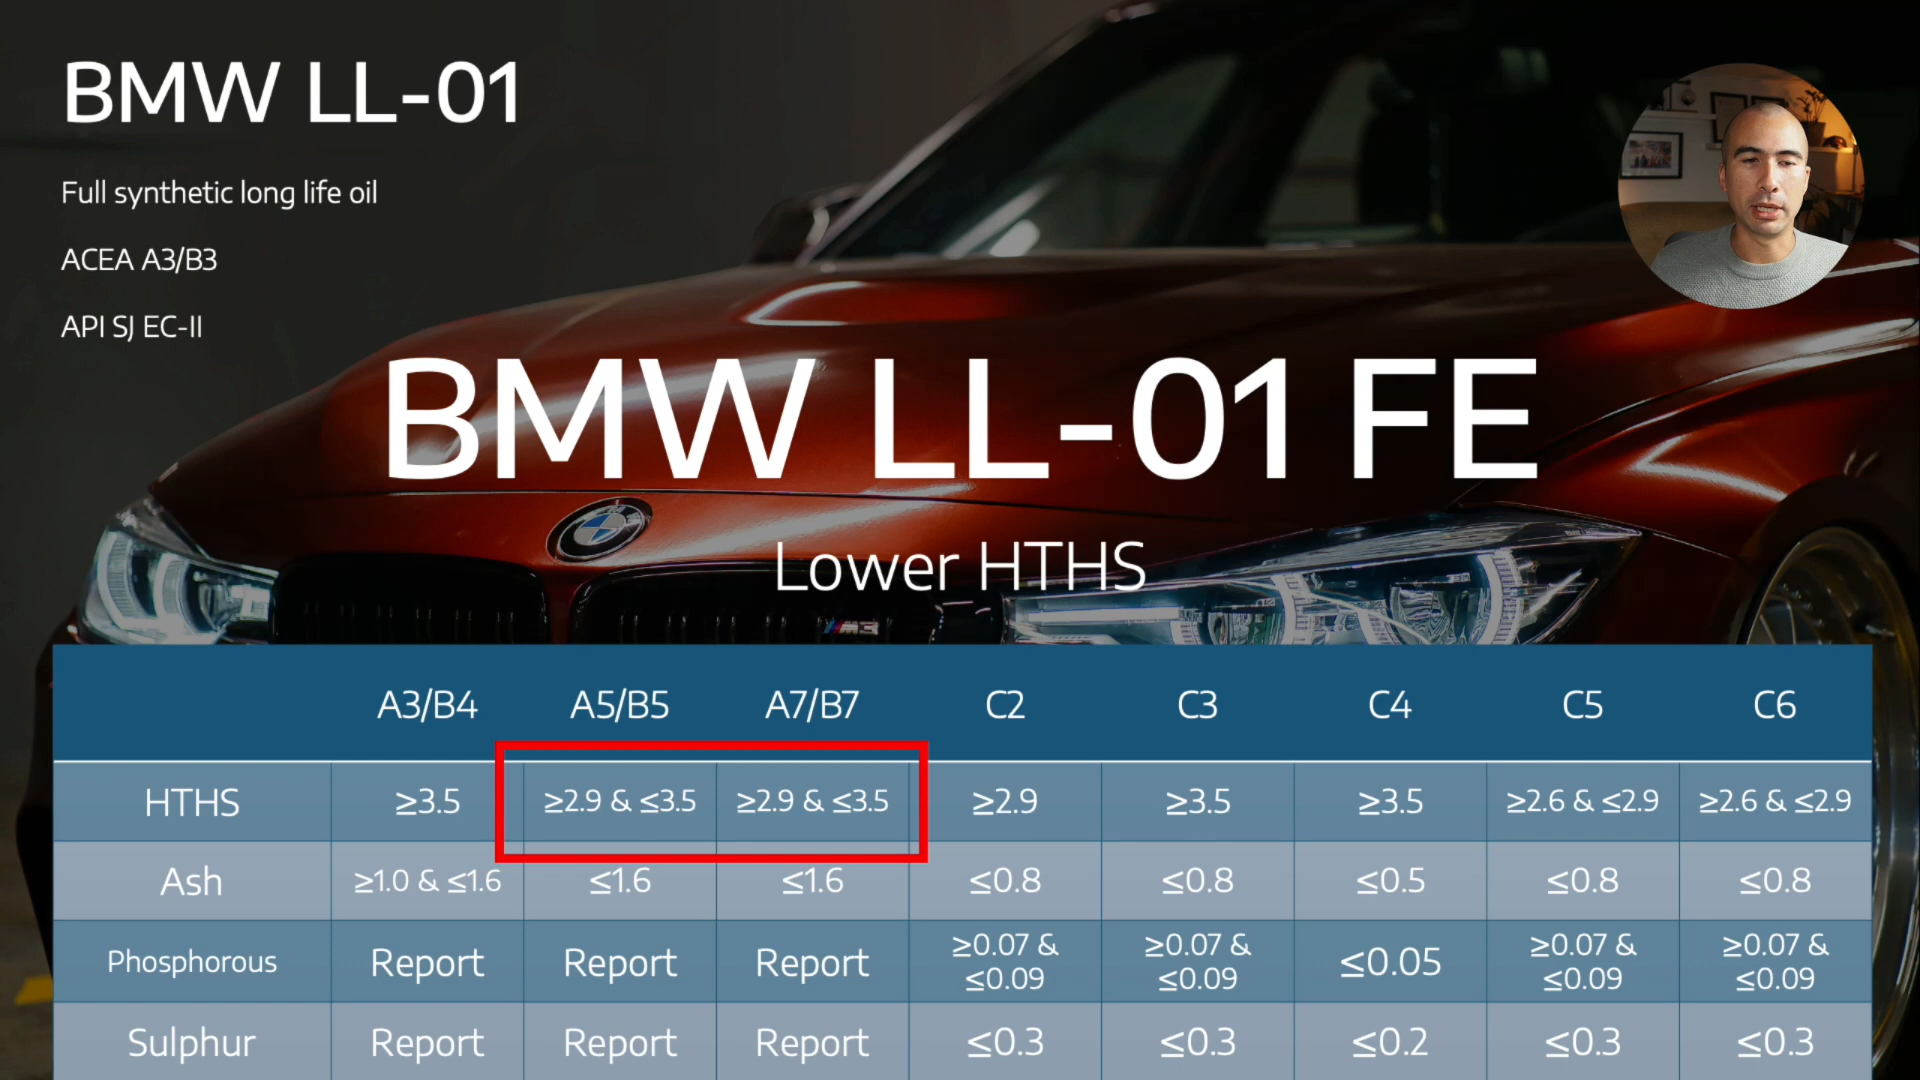 BMW LL-01
Full synthetic long life oil
ACEA A3/B3
API SJ EC-II
BMW LL-01 FE
Lower HTHS
M3
A3/B4 A5/B5 A7/B7 C2 C3 C4 C5 C6
HTHS ≥3.5 ≥2.9 & ≤3.5 ≥2.9 & ≤3.5 ≥2.9 ≥3.5 ≥3.5 ≥2.6 & ≤2.9 ≥2.6 & ≤2.9
Ash ≥1.0 & ≤1.6 ≤1.6 ≤1.6 ≤0.8 ≤0.8 ≤0.5 ≤0.8 ≤0.8
Phosphorous Report Report Report ≥0.07 & ≤0.09 ≥0.07 & ≤0.09 ≤0.05 ≥0.07 & ≤0.09 ≥0.07 & ≤0.09
Sulphur Report Report Report ≤0.3 ≤0.3 ≤0.2 ≤0.3 ≤0.3